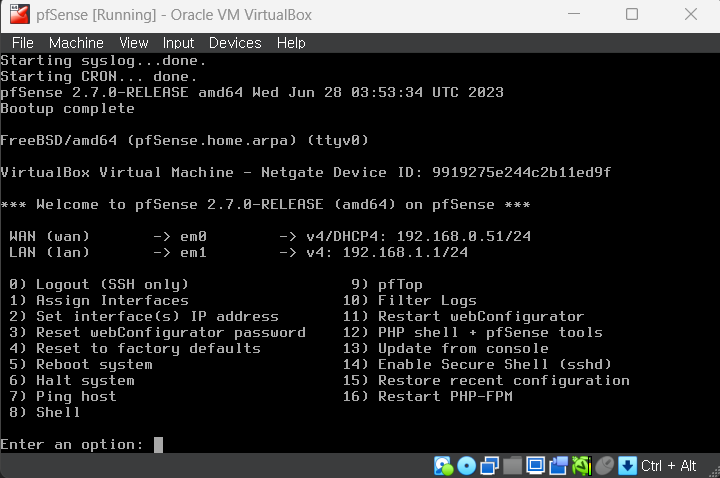 pfSense [Running] - Oracle VM VirtualBox
File Machine View Input Devices Help
Starting syslog...done.
Starting CRON... done.
pfSense 2.7.0-RELEASE amd64 Wed Jun 28 03:53:34 UTC 2023
Bootup complete
FreeBSD/amd64 (pfSense.home.arpa) (ttyv0)
VirtualBox Virtual Machine - Netgate Device ID: 9919275e244c2b11ed9f
*** Welcome to pfSense 2.7.0-RELEASE (amd64) on pfSense ***
WAN (wan) -> em0 -> v4/DHCP4: 192.168.0.51/24
LAN (lan) -> em1 -> v4: 192.168.1.1/24
0) Logout (SSH only) 9) pfTop
1) Assign Interfaces 10) Filter Logs
2) Set interface(s) IP address 11) Restart webConfigurator
3) Reset webConfigurator password 12) PHP shell + pfSense tools
4) Reset to factory defaults 13) Update from console
5) Reboot system 14) Enable Secure Shell (sshd)
6) Halt system 15) Restore recent configuration
7) Ping host 16) Restart PHP-FPM
8) Shell
Enter an option:
Ctrl + Alt